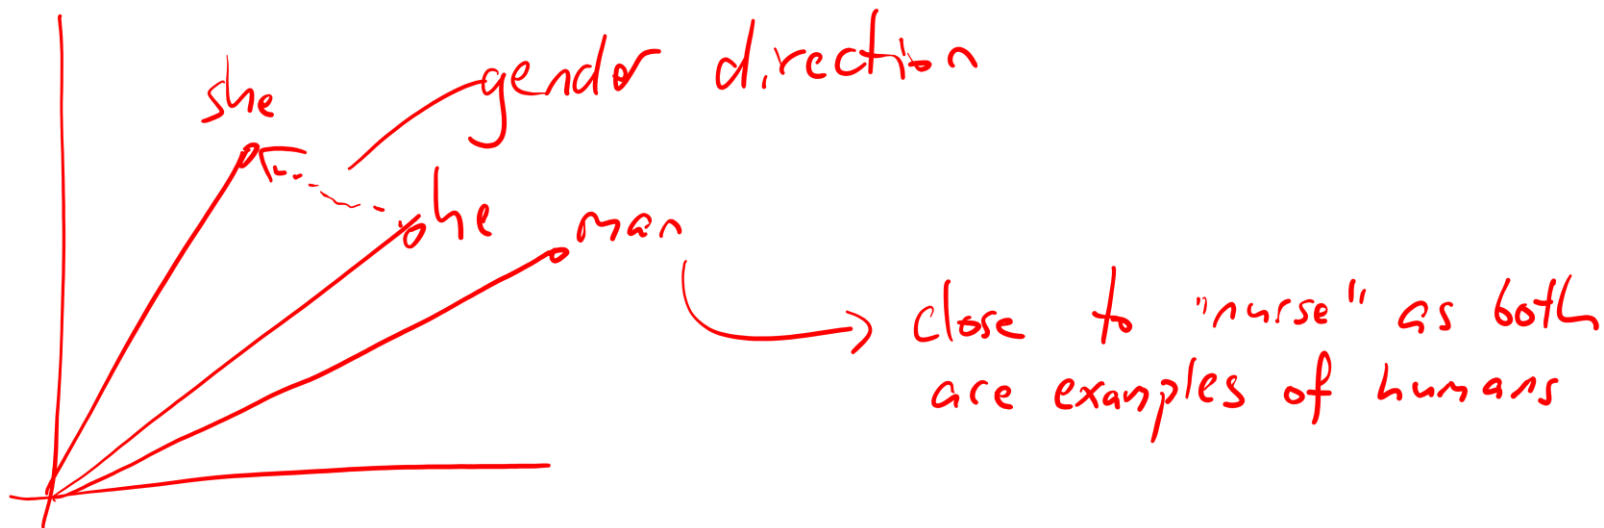 gender direction
she
he
man
close to "nurse" as both
are examples of humans